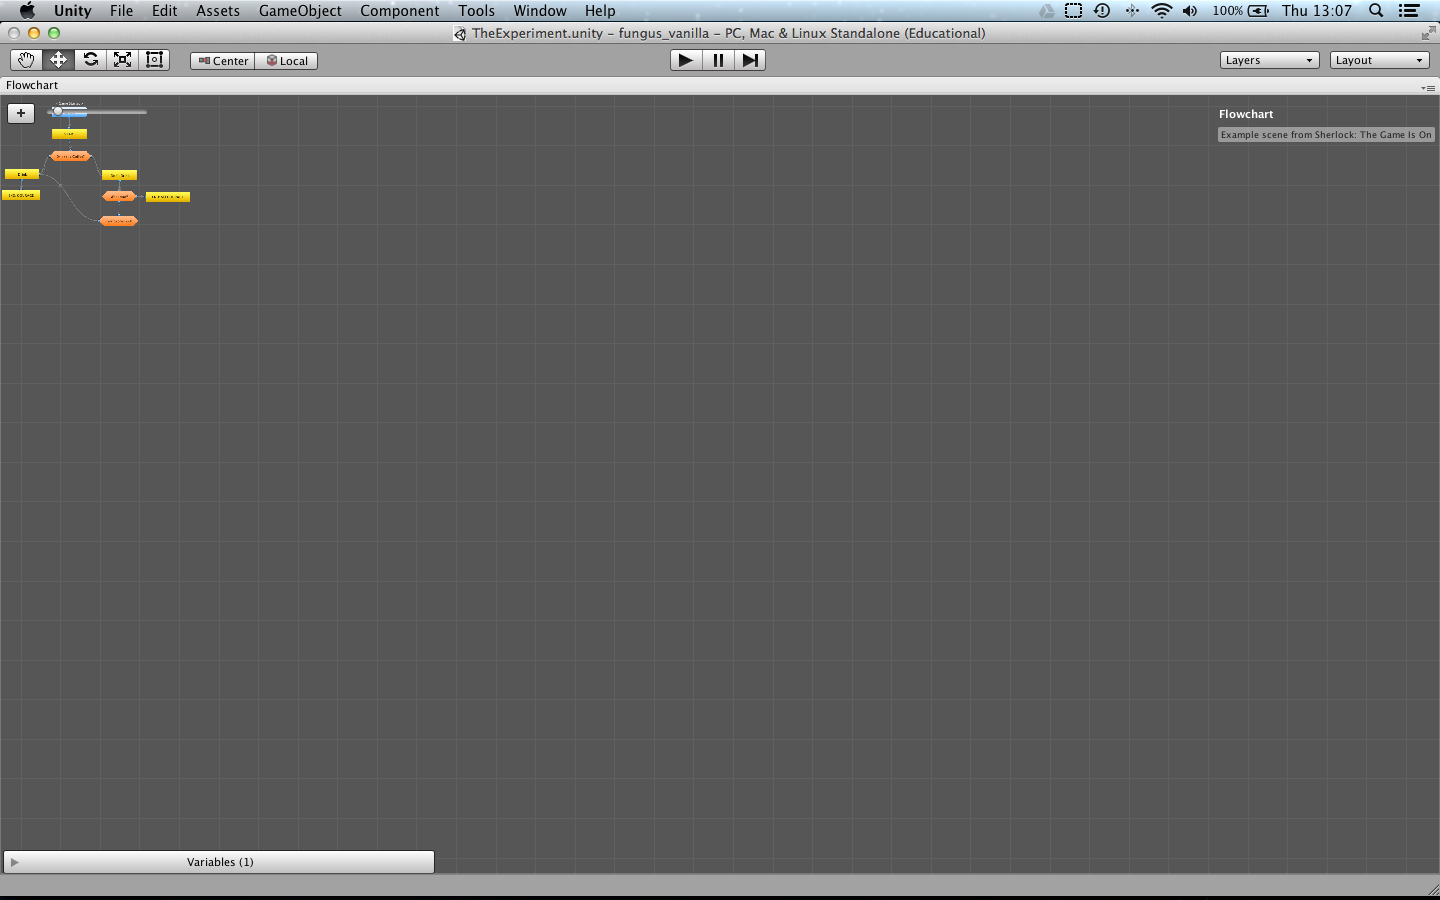 Unity File Edit Assets GameObject Component Tools Window Help 100% Thu 13:07
TheExperiment.unity – fungus_vanilla – PC, Mac & Linux Standalone (Educational)
Center Local Layers Layout
Flowchart
+
Flowchart
Example scene from Sherlock: The Game Is On
Variables (1)